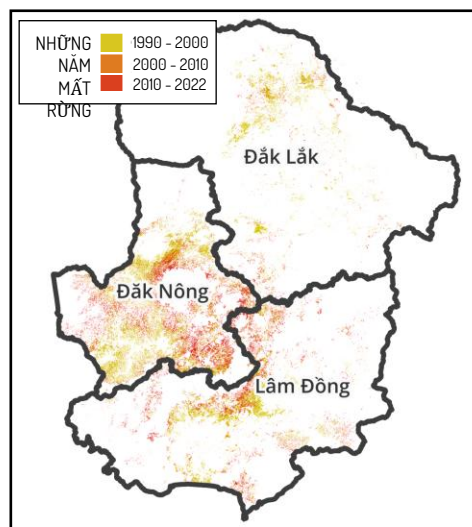 NHỮNG
NĂM
MẤT
RỪNG
1990 - 2000
2000 - 2010
2010 - 2022
Đắk Lắk
Đăk Nông
Lâm Đồng